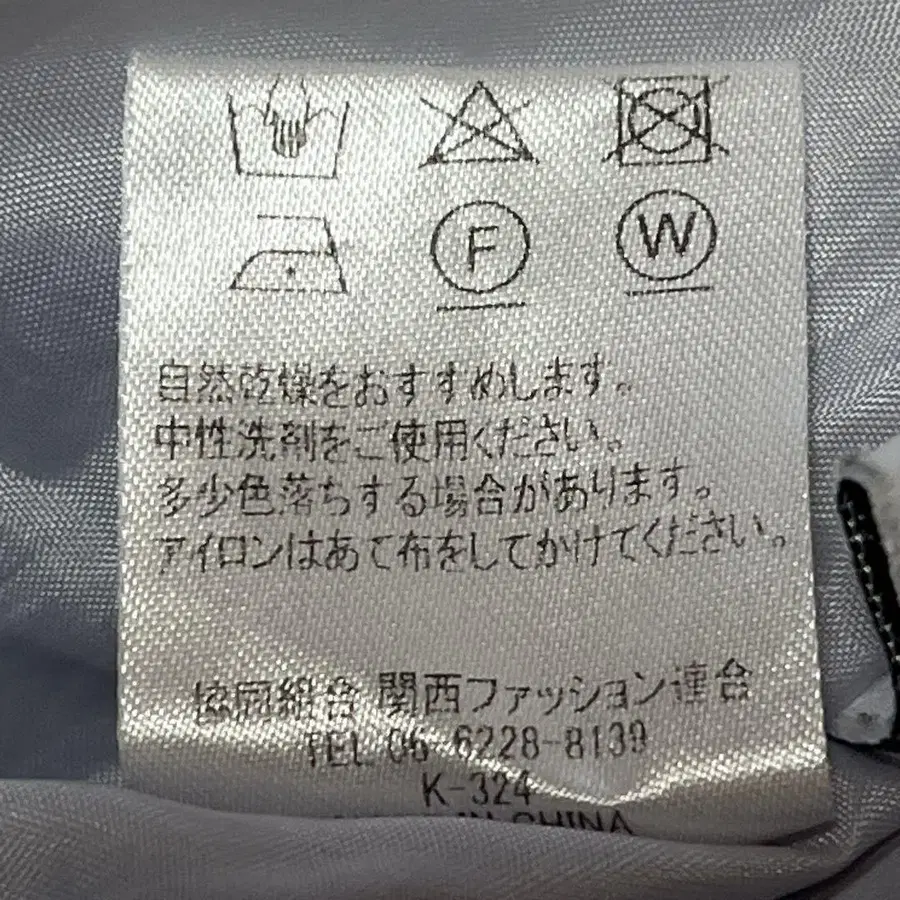 F W
自然乾燥をおすすめします。
中性洗剤をご使用ください。
多少色落ちする場合があります。
アイロンはあて布をしてかけてください。
協同組合 関西ファッション連合
TEL 06-6228-8139
K-324
IN CHINA